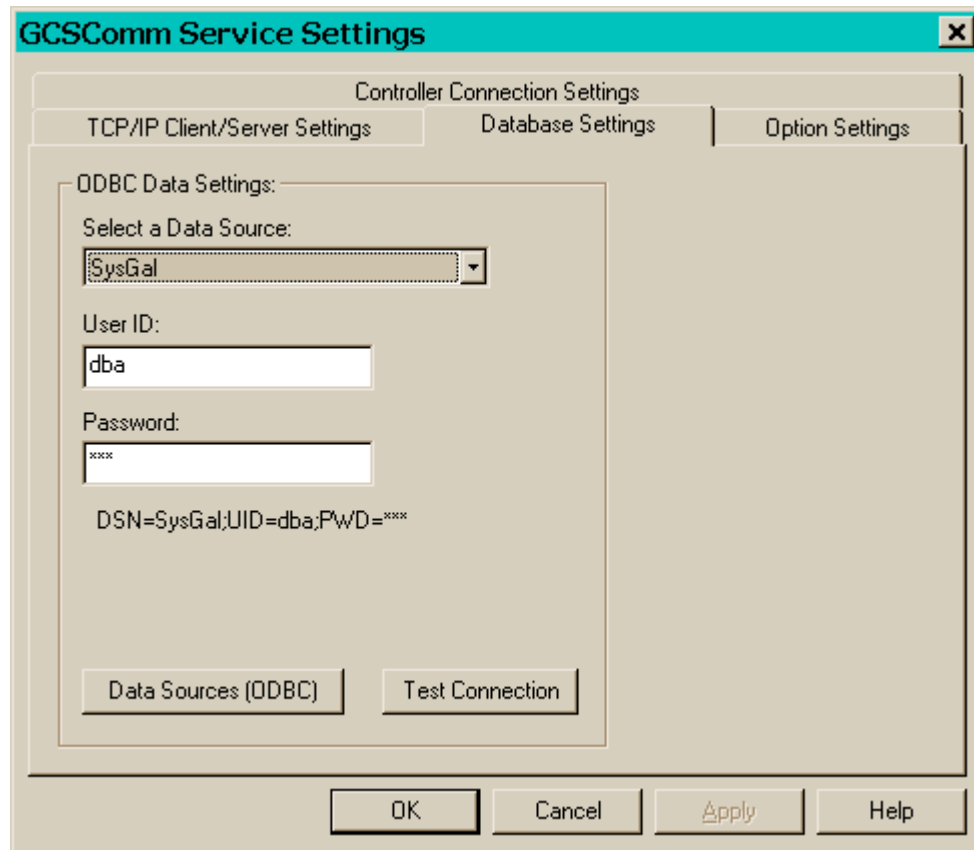 GCSComm Service Settings
Controller Connection Settings
TCP/IP Client/Server Settings
Database Settings
Option Settings
ODBC Data Settings:
Select a Data Source:
SysGal
User ID:
dba
Password:
***
DSN=SysGal;UID=dba;PWD=***
Data Sources (ODBC)
Test Connection
OK
Cancel
Apply
Help